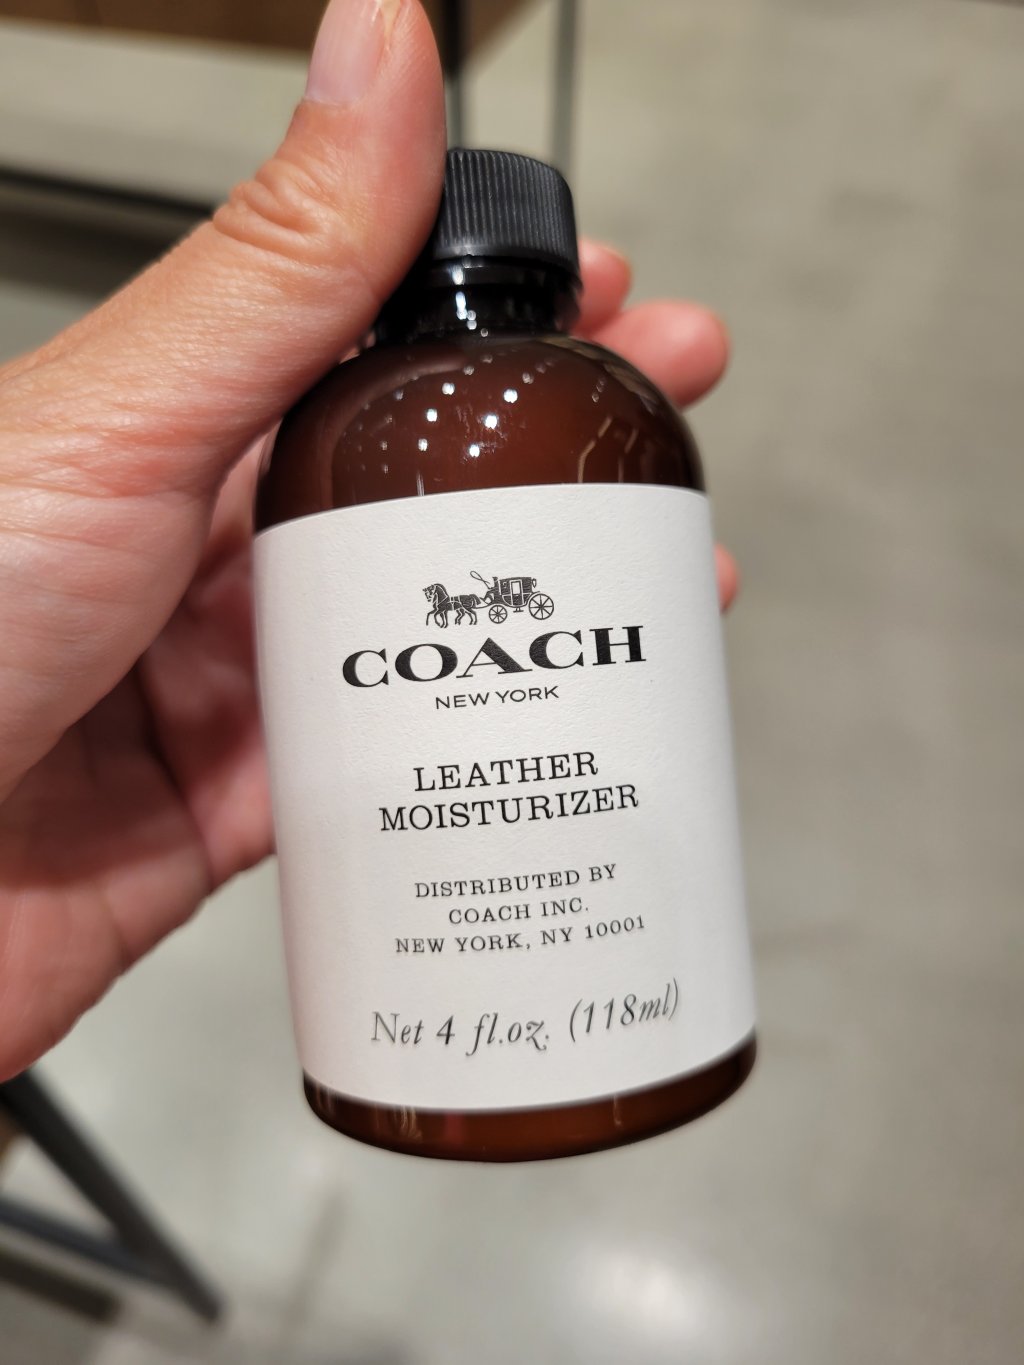 COACH
NEW YORK
LEATHER
MOISTURIZER
DISTRIBUTED BY
COACH INC.
NEW YORK, NY 10001
Net 4 fl.oz. (118ml)